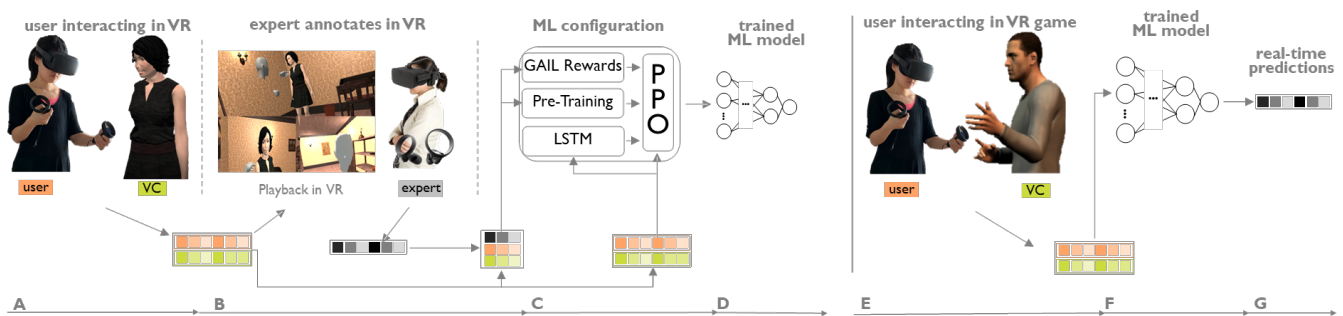 user interacting in VR
expert annotates in VR
ML configuration
trained
ML model
user interacting in VR game
trained
ML model
real-time
predictions
GAIL Rewards
Pre-Training
LSTM
P
P
O
...
...
user
VC
Playback in VR
expert
user
VC
A
B
C
D
E
F
G